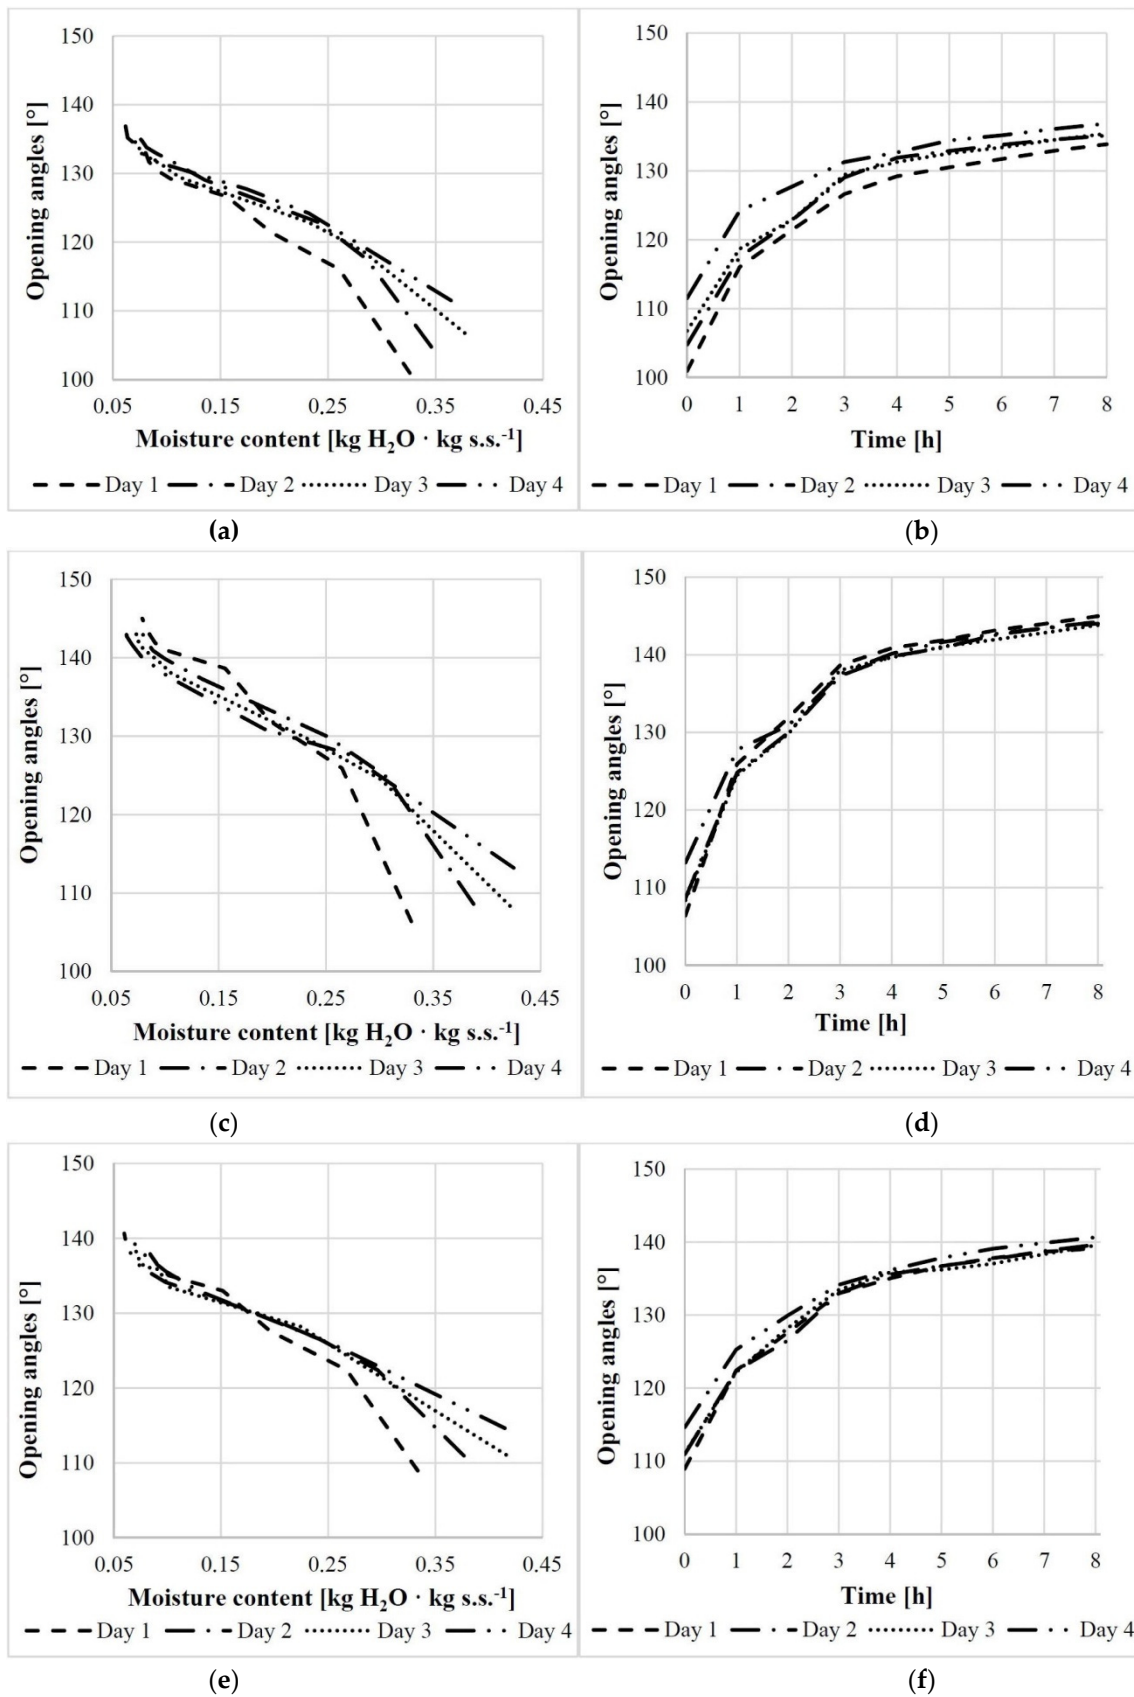 150
140
130
120
110
100
Opening angles [°]
0.05 0.15 0.25 0.35 0.45
Moisture content [kg H₂O · kg s.s.⁻¹]
Day 1 Day 2 Day 3 Day 4
(a)
150
140
130
120
110
100
Opening angles [°]
0 1 2 3 4 5 6 7 8
Time [h]
Day 1 Day 2 Day 3 Day 4
(b)
150
140
130
120
110
100
Opening angles [°]
0.05 0.15 0.25 0.35 0.45
Moisture content [kg H₂O · kg s.s.⁻¹]
Day 1 Day 2 Day 3 Day 4
(c)
150
140
130
120
110
100
Opening angles [°]
0 1 2 3 4 5 6 7 8
Time [h]
Day 1 Day 2 Day 3 Day 4
(d)
150
140
130
120
110
100
Opening angles [°]
0.05 0.15 0.25 0.35 0.45
Moisture content [kg H₂O · kg s.s.⁻¹]
Day 1 Day 2 Day 3 Day 4
(e)
150
140
130
120
110
100
Opening angles [°]
0 1 2 3 4 5 6 7 8
Time [h]
Day 1 Day 2 Day 3 Day 4
(f)